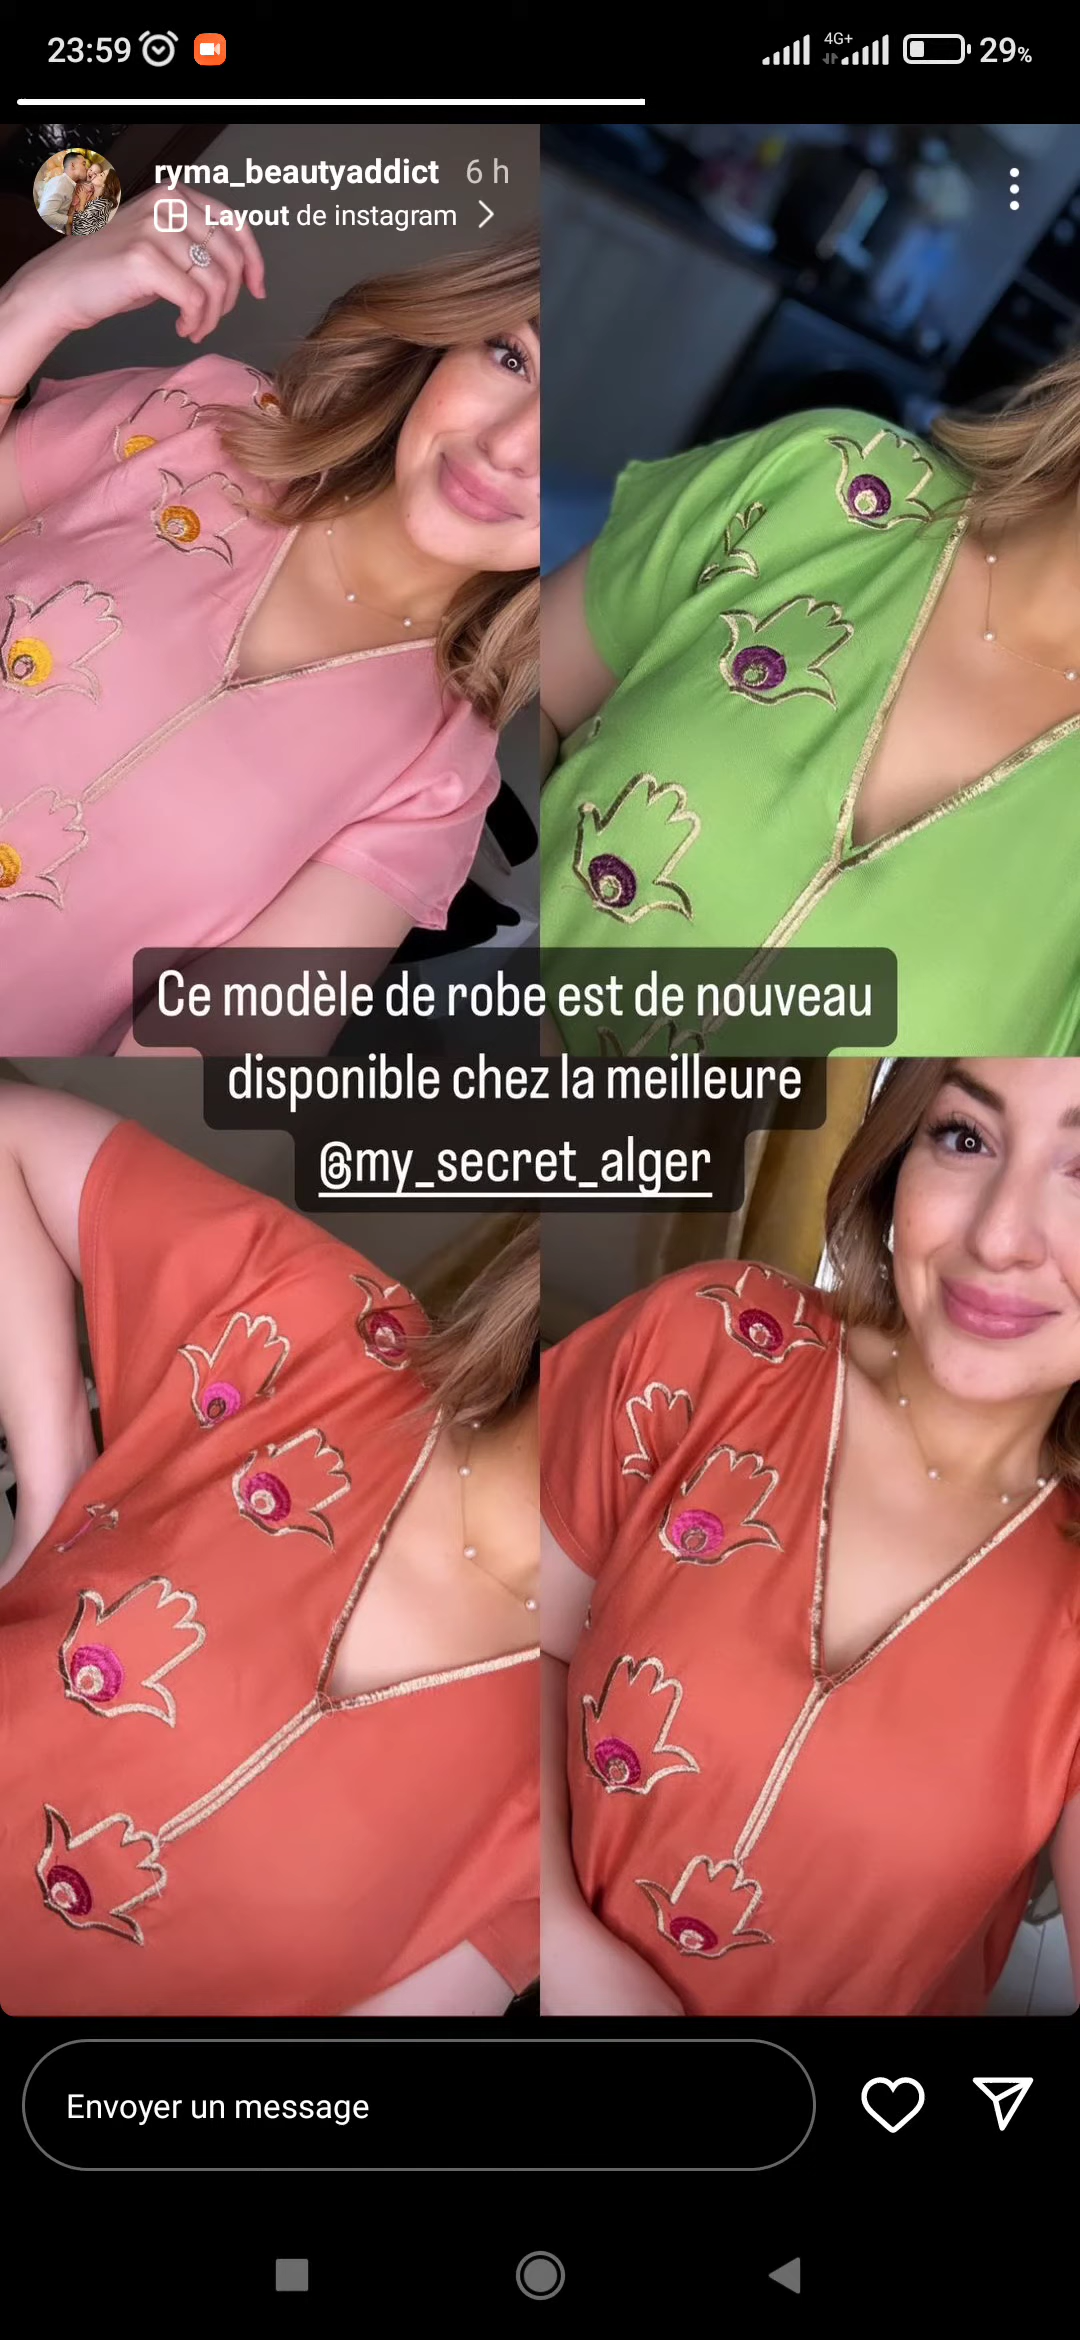 23:59
4G+
29%
ryma_beautyaddict 6 h
Layout de instagram
Ce modèle de robe est de nouveau
disponible chez la meilleure
@my_secret_alger
Envoyer un message